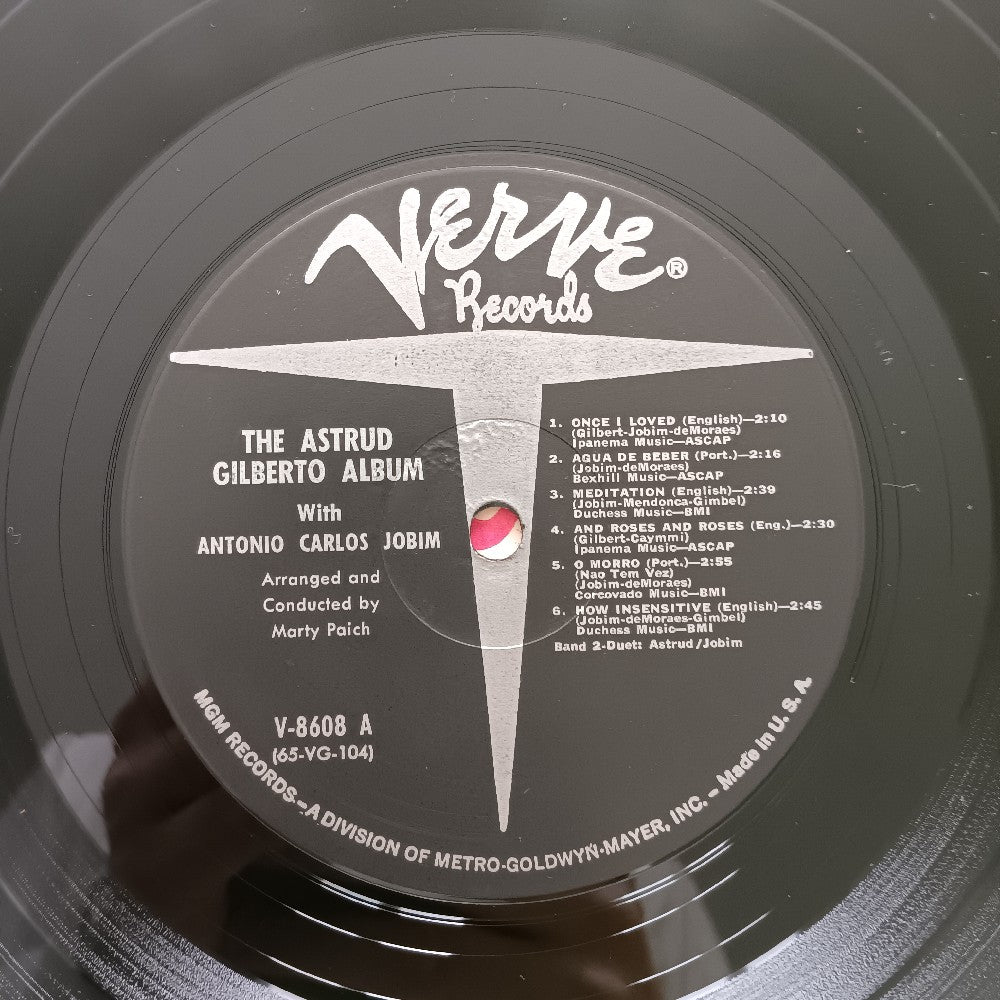 Verve®
Records
THE ASTRUD
GILBERTO ALBUM
With
ANTONIO CARLOS JOBIM
Arranged and
Conducted by
Marty Paich
V-8608 A
(65-VG-104)
1. ONCE I LOVED (English)—2:10
(Gilbert-Jobim-deMoraes)
Ipanema Music—ASCAP
2. AGUA DE BEBER (Port.)—2:16
(Jobim-deMoraes)
Bexhill Music—ASCAP
3. MEDITATION (English)—2:39
(Jobim-Mendonca-Gimbel)
Duchess Music—BMI
4. AND ROSES AND ROSES (Eng.)—2:30
(Gilbert-Caymmi)
Ipanema Music—ASCAP
5. O MORRO (Port.)—2:55
(Nao Tem Vez)
(Jobim-deMoraes)
Corcovado Music—BMI
6. HOW INSENSITIVE (English)—2:45
(Jobim-deMoraes-Gimbel)
Duchess Music—BMI
Band 2-Duet: Astrud/Jobim
MGM RECORDS—A DIVISION OF METRO-GOLDWYN-MAYER, INC. – Made in U. S. A.